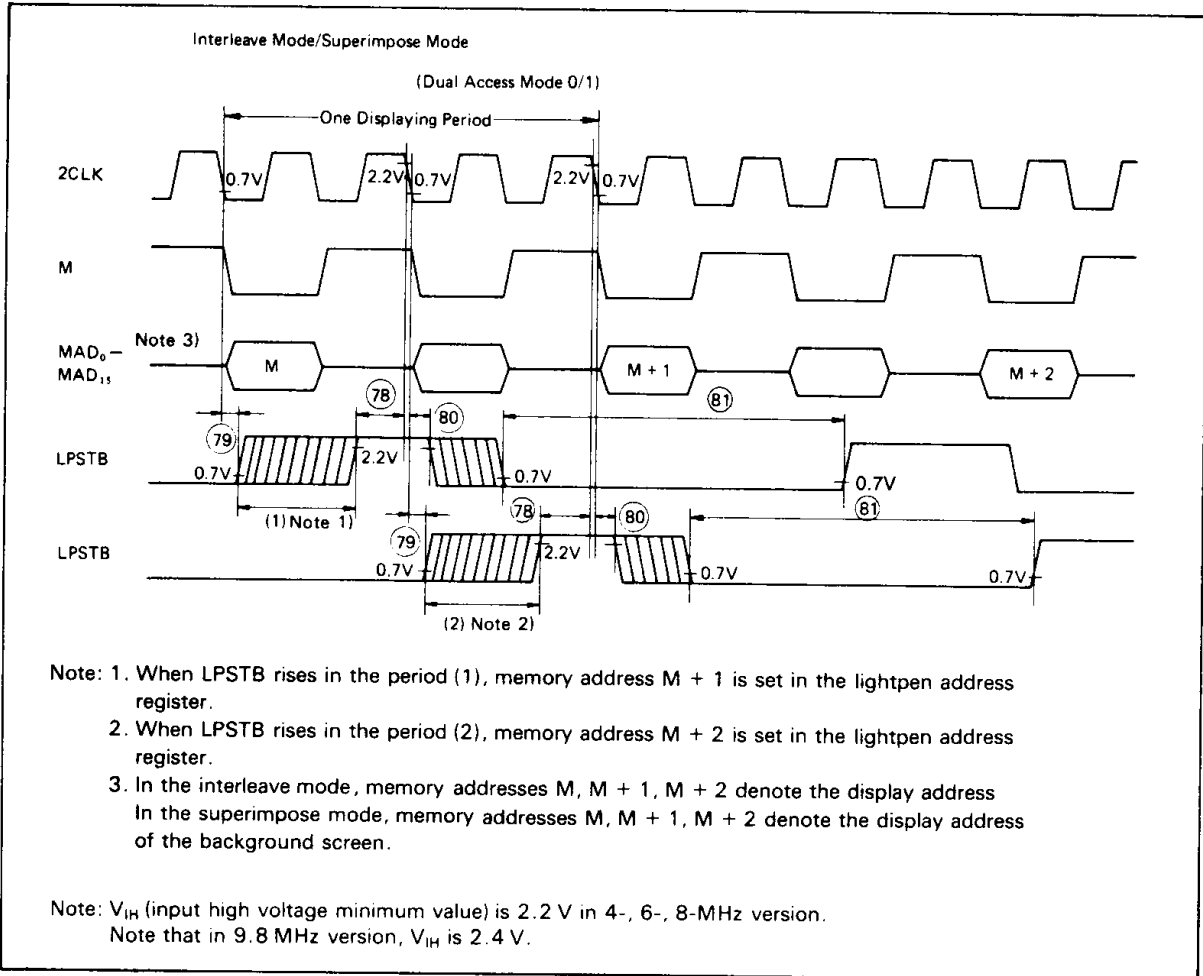 Interleave Mode/Superimpose Mode
(Dual Access Mode 0/1)
One Displaying Period
2CLK
0.7V
2.2V
0.7V
2.2V
0.7V
M
MAD₀–
MAD₁₅
Note 3)
M
M + 1
M + 2
78
80
81
79
LPSTB
0.7V
2.2V
0.7V
0.7V
(1) Note 1)
78
80
81
79
LPSTB
0.7V
2.2V
0.7V
0.7V
(2) Note 2)
Note: 1. When LPSTB rises in the period (1), memory address M + 1 is set in the lightpen address
register.
2. When LPSTB rises in the period (2), memory address M + 2 is set in the lightpen address
register.
3. In the interleave mode, memory addresses M, M + 1, M + 2 denote the display address
In the superimpose mode, memory addresses M, M + 1, M + 2 denote the display address
of the background screen.
Note: V_IH (input high voltage minimum value) is 2.2 V in 4-, 6-, 8-MHz version.
Note that in 9.8 MHz version, V_IH is 2.4 V.